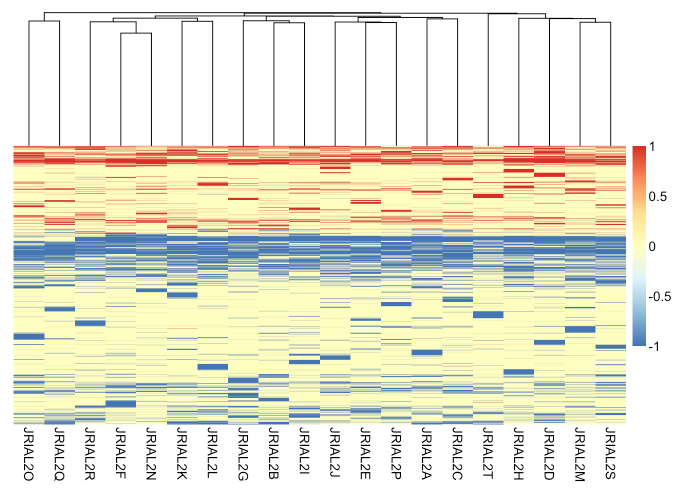 1
0.5
0
-0.5
-1
JRIAL2O
JRIAL2Q
JRIAL2R
JRIAL2F
JRIAL2N
JRIAL2K
JRIAL2L
JRIAL2G
JRIAL2B
JRIAL2I
JRIAL2J
JRIAL2E
JRIAL2P
JRIAL2A
JRIAL2C
JRIAL2T
JRIAL2H
JRIAL2D
JRIAL2M
JRIAL2S